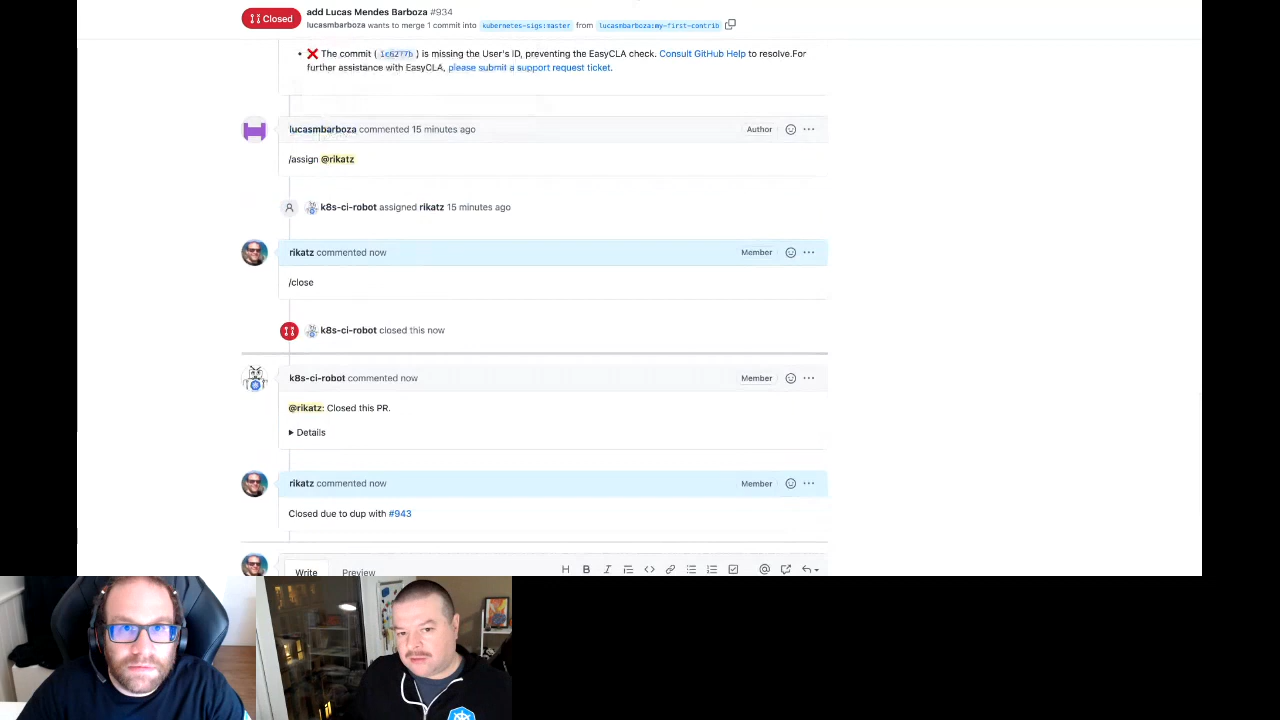 Closed
add Lucas Mendes Barboza #934
lucasmbarboza wants to merge 1 commit into kubernetes-sigs:master from lucasmbarboza:my-first-contrib
❌ The commit ( 1c6277b ) is missing the User's ID, preventing the EasyCLA check. Consult GitHub Help to resolve.For
further assistance with EasyCLA, please submit a support request ticket.
lucasmbarboza commented 15 minutes ago
Author
/assign @rikatz
k8s-ci-robot assigned rikatz 15 minutes ago
rikatz commented now
Member
/close
k8s-ci-robot closed this now
k8s-ci-robot commented now
Member
@rikatz: Closed this PR.
Details
rikatz commented now
Member
Closed due to dup with #943
Write Preview H B I